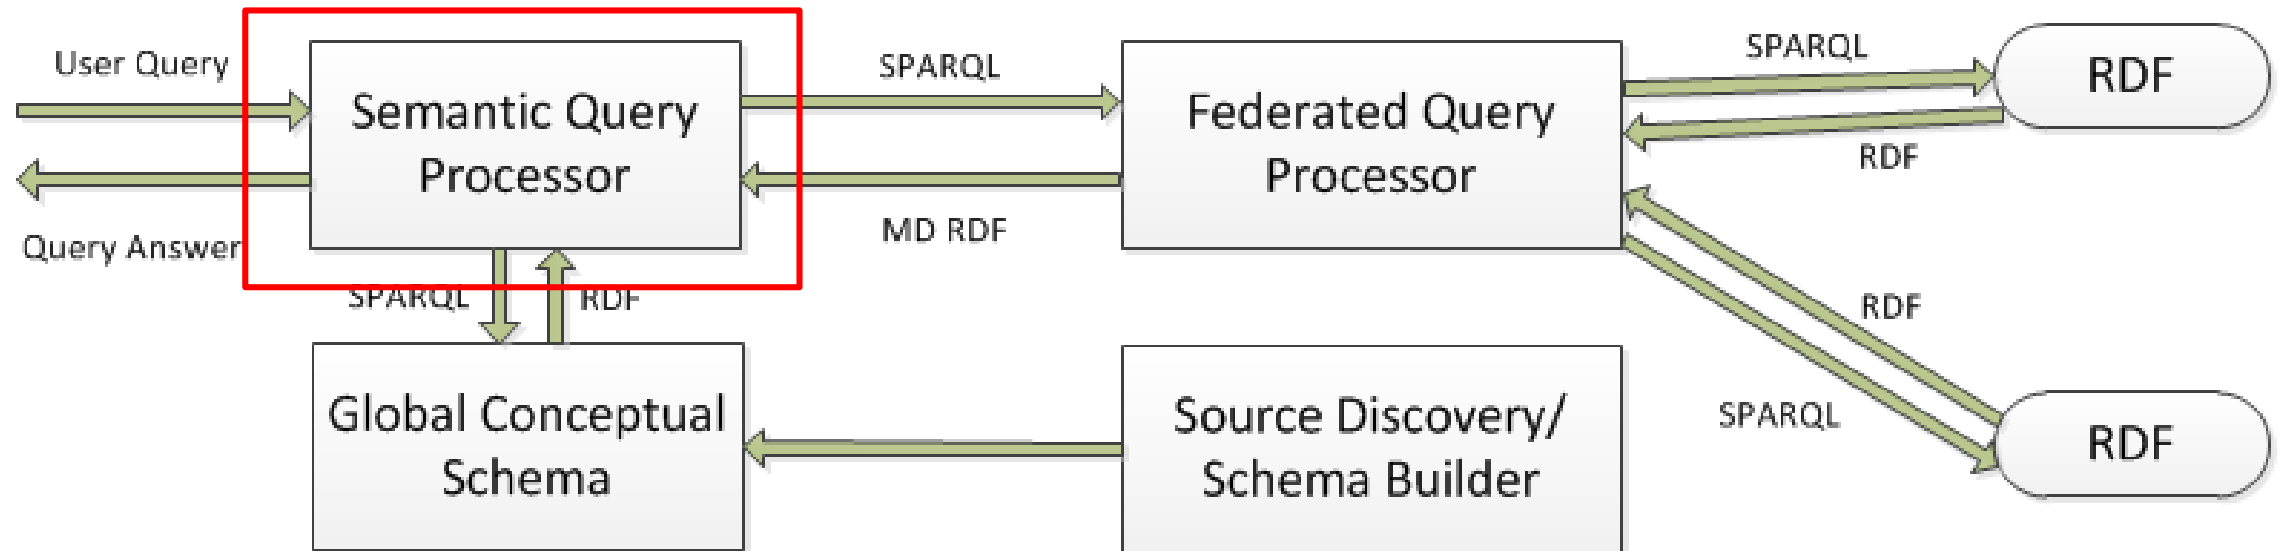 User Query
Query Answer
Semantic Query
Processor
SPARQL
MD RDF
Federated Query
Processor
SPARQL
RDF
RDF
SPARQL
RDF
Global Conceptual
Schema
Source Discovery/
Schema Builder
RDF
SPARQL
RDF